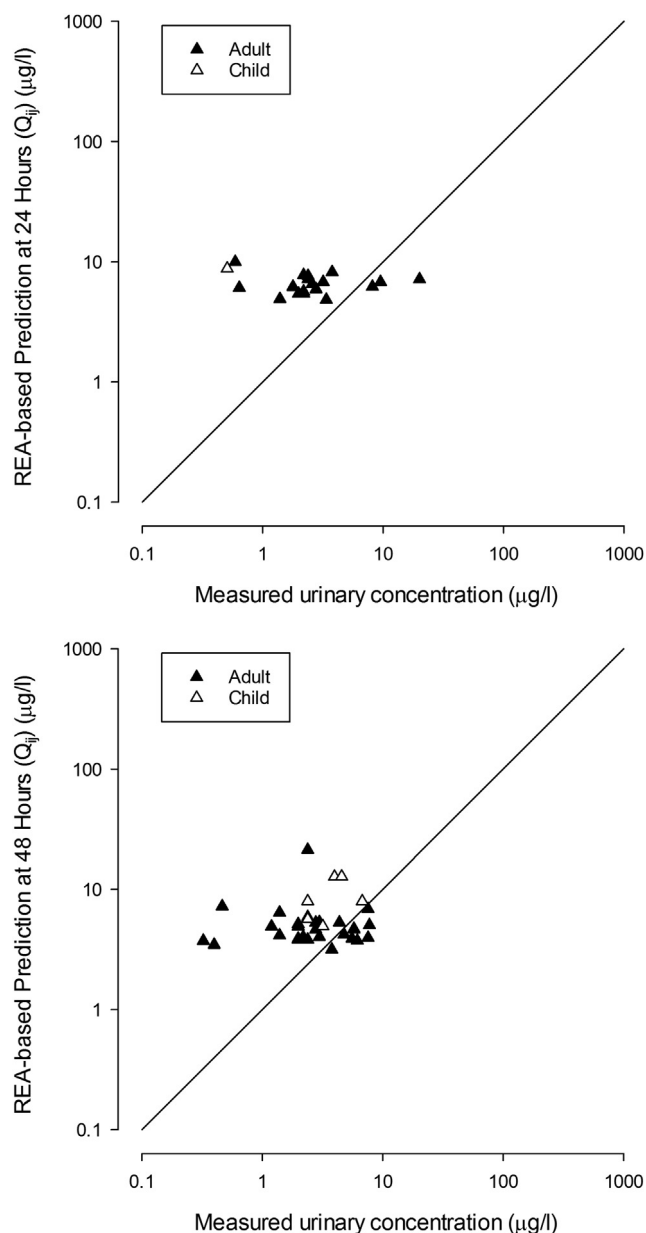 1000
100
10
1
0.1
REA-based Prediction at 24 Hours (Qij) (μg/l)
Adult
Child
0.1 1 10 100 1000
Measured urinary concentration (μg/l)
1000
100
10
1
0.1
REA-based Prediction at 48 Hours (Qij) (μg/l)
Adult
Child
0.1 1 10 100 1000
Measured urinary concentration (μg/l)